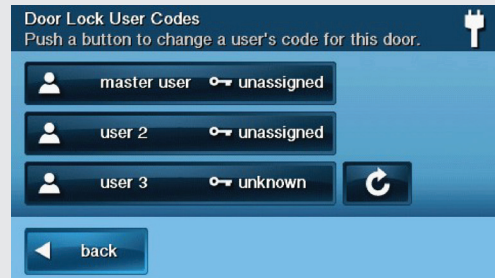 Door Lock User Codes
Push a button to change a user's code for this door.
master user unassigned
user 2 unassigned
user 3 unknown
back